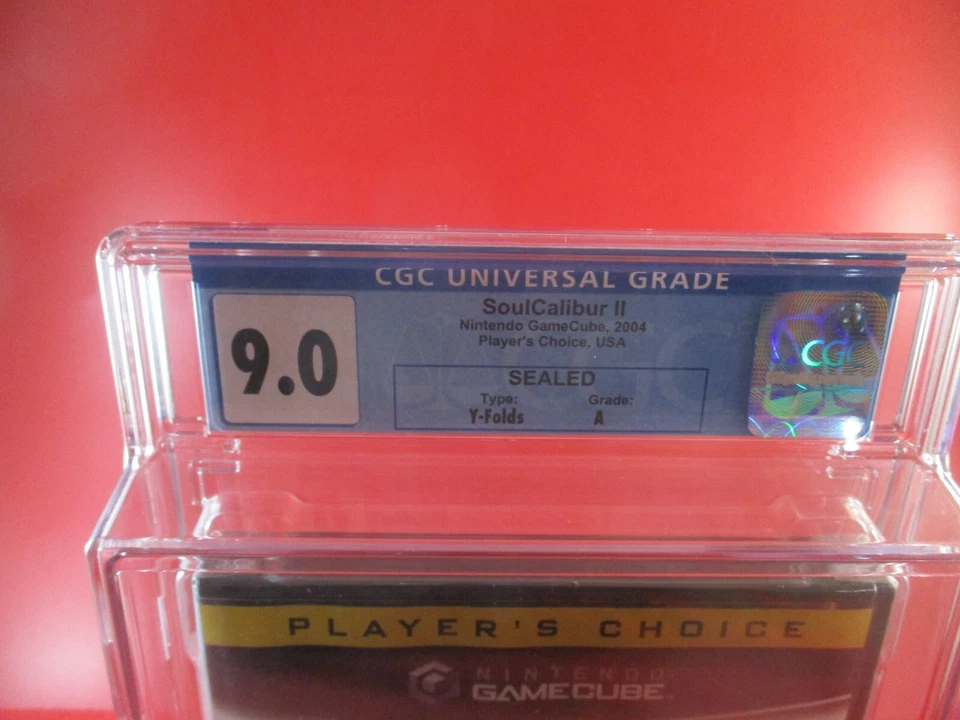 CGC UNIVERSAL GRADE
9.0
SoulCalibur II
Nintendo GameCube, 2004
Player's Choice, USA
SEALED
Type: Grade:
Y-Folds A
CGC
PLAYER'S CHOICE
NINTENDO
GAMECUBE